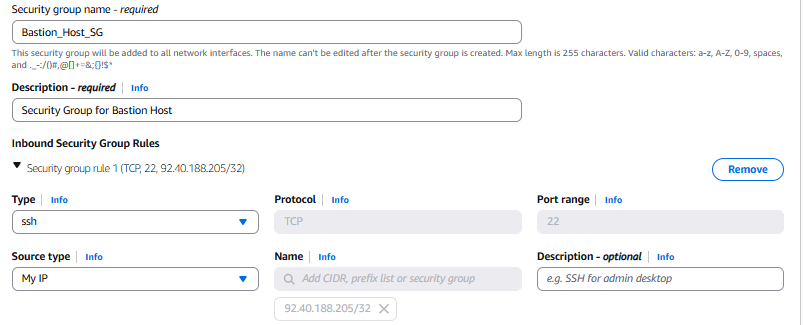 Security group name - required
Bastion_Host_SG
This security group will be added to all network interfaces. The name can't be edited after the security group is created. Max length is 255 characters. Valid characters: a-z, A-Z, 0-9, spaces,
and ._-:/()#,@[]+=&;{}!$*
Description - required Info
Security Group for Bastion Host
Inbound Security Group Rules
Security group rule 1 (TCP, 22, 92.40.188.205/32) Remove
Type Info Protocol Info Port range Info
ssh TCP 22
Source type Info Name Info Description - optional Info
My IP Add CIDR, prefix list or security group e.g. SSH for admin desktop
92.40.188.205/32